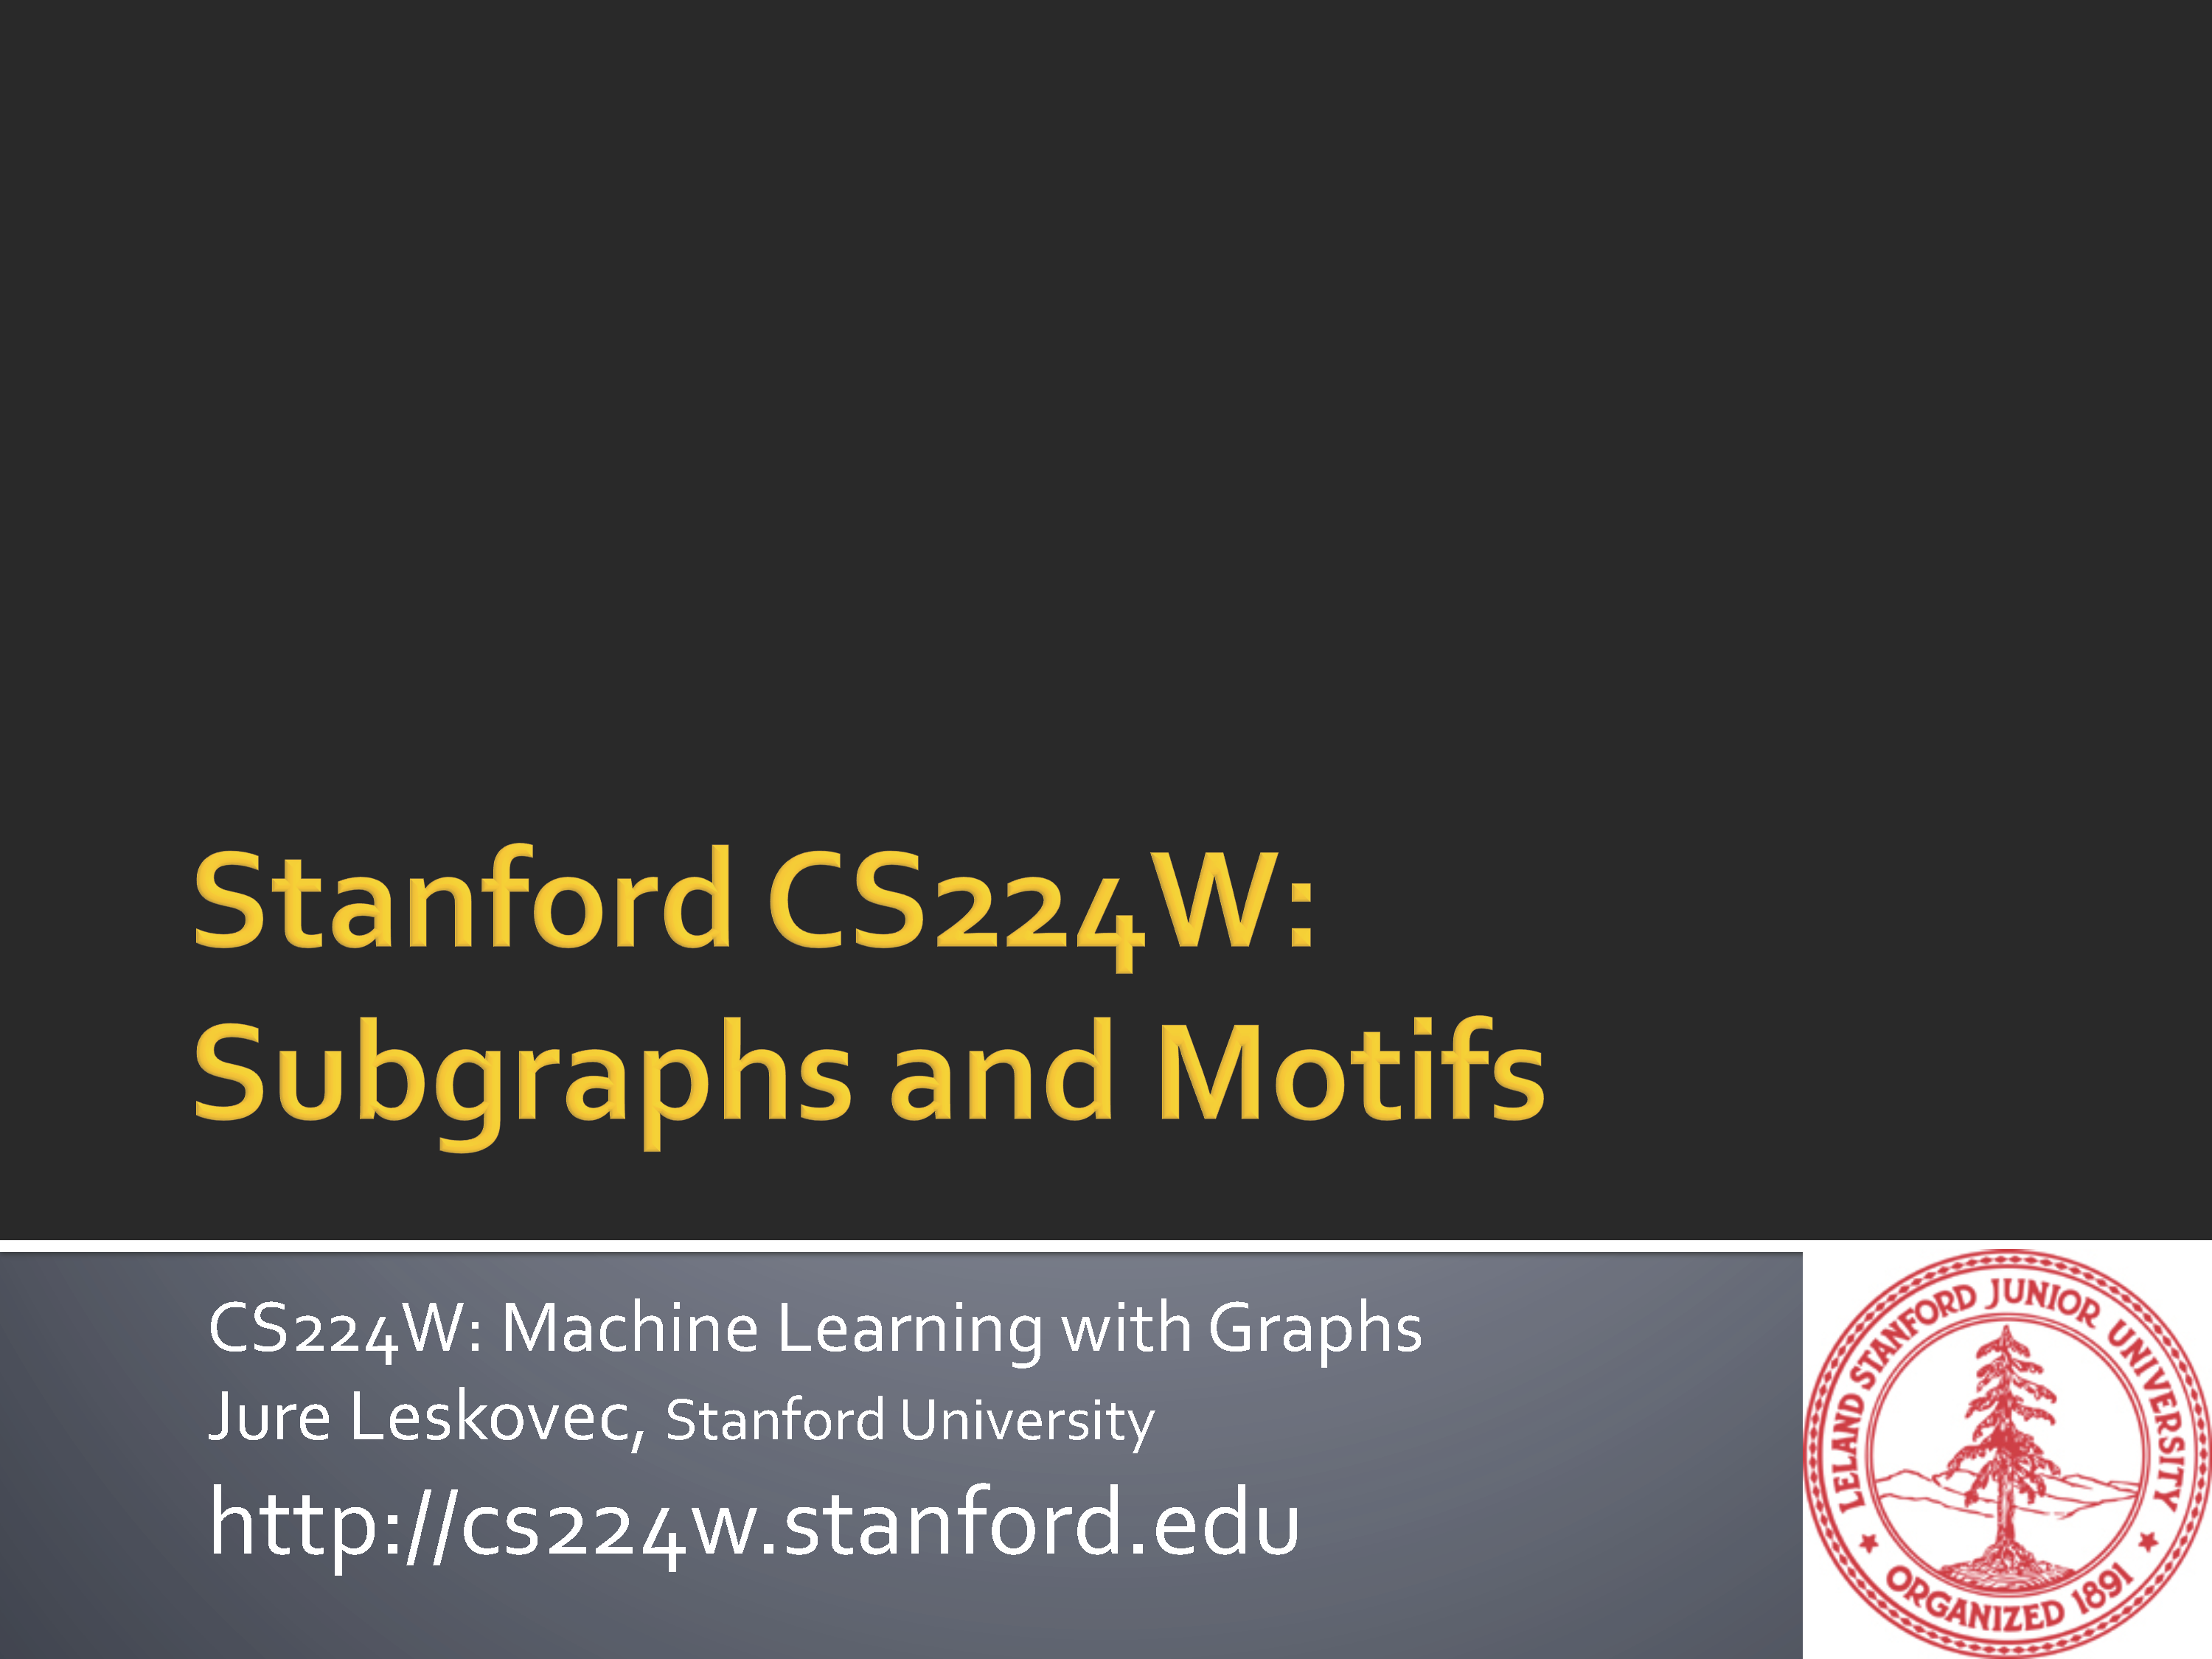 Stanford CS224W:
Subgraphs and Motifs
CS224W: Machine Learning with Graphs
Jure Leskovec, Stanford University
http://cs224w.stanford.edu
LELAND STANFORD JUNIOR UNIVERSITY
ORGANIZED 1891